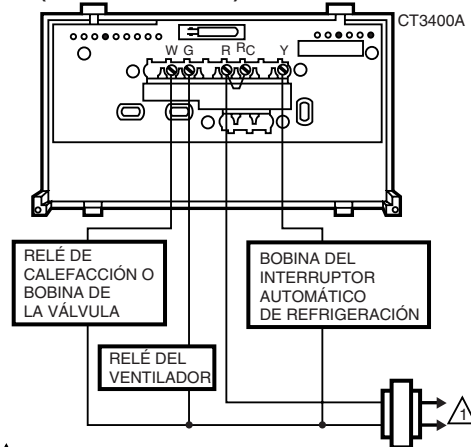 CT3400A
W G R RC Y
RELÉ DE
CALEFACCIÓN O
BOBINA DE
LA VÁLVULA
BOBINA DEL
INTERRUPTOR
AUTOMÁTICO
DE REFRIGERACIÓN
RELÉ DEL
VENTILADOR
1